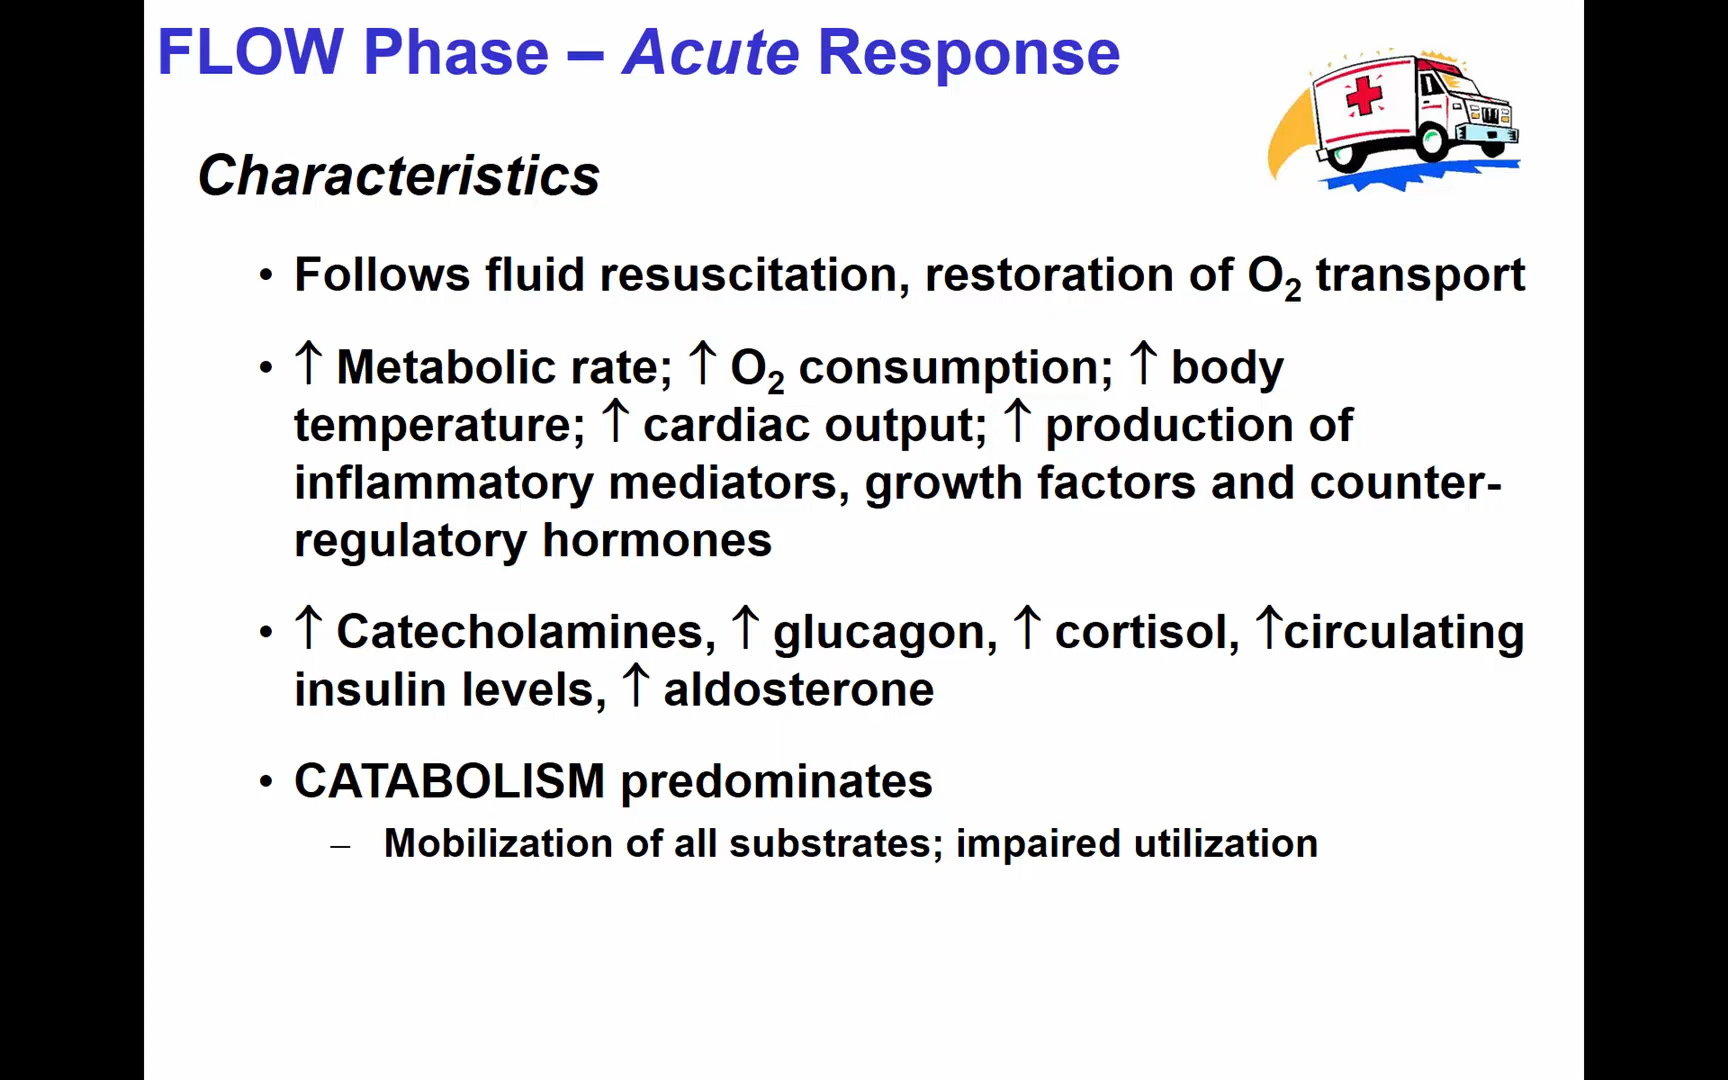 FLOW Phase – Acute Response
Characteristics
• Follows fluid resuscitation, restoration of O₂ transport
• ↑ Metabolic rate; ↑ O₂ consumption; ↑ body
temperature; ↑ cardiac output; ↑ production of
inflammatory mediators, growth factors and counter-
regulatory hormones
• ↑ Catecholamines, ↑ glucagon, ↑ cortisol, ↑circulating
insulin levels, ↑ aldosterone
• CATABOLISM predominates
– Mobilization of all substrates; impaired utilization